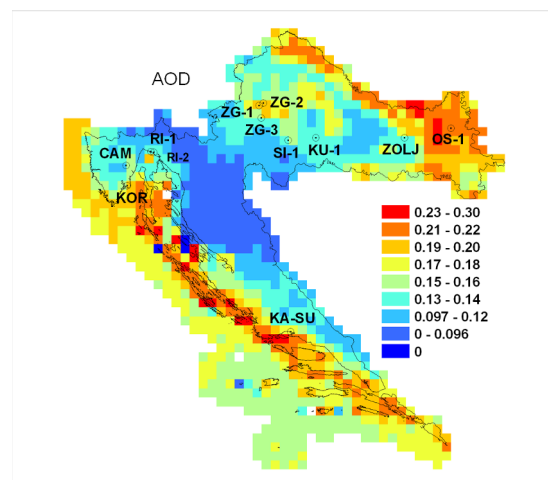 AOD
ZG-1
ZG-2
ZG-3
RI-1
RI-2
CAM
KOR
SI-1
KU-1
ZOLJ
OS-1
KA-SU
0.23 - 0.30
0.21 - 0.22
0.19 - 0.20
0.17 - 0.18
0.15 - 0.16
0.13 - 0.14
0.097 - 0.12
0 - 0.096
0